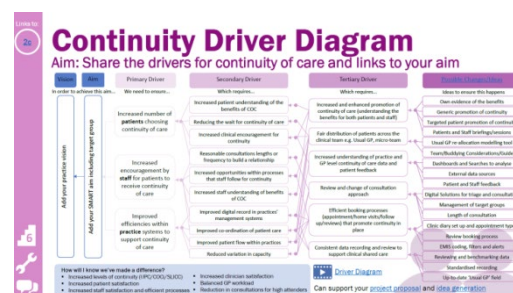 Links to:
2a
Continuity Driver Diagram
Aim: Share the drivers for continuity of care and links to your aim
Vision
Aim
Primary Driver
Secondary Driver
Tertiary Driver
In order to achieve this aim...
We need to ensure...
Which requires...
Which requires...
Ideas to ensure this happens
Add your practice vision
Add your SMART aim including target group
Increased number of
patients choosing
continuity of care
Increased
encouragement by
staff for patients to
receive continuity
of care
Improved
efficiencies within
practice systems to
support continuity
of care
Increased patient understanding of the
benefits of COC
Reducing the wait for continuity of care
Increased clinical encouragement for
continuity
Reasonable consultations lengths or
frequency to build a relationship
Increased opportunities within processes
that stell follow for continuity
Increased staff understanding of benefits
of COC
Improved digital record in practices'
management systems
Improved co-ordination of patient care
Improved patient flow within practices
Reduced variation in capacity
Increased and enhanced promotion of
continuity of care (understanding the
benefits for both patients and staff)
Fair distribution of patients across the
clinical team e.g. Usual GP, micro-team
Increased understanding of practice and
GP level continuity of care data and
patient feedback
Review and change of consultation
approach
Efficient booking processes
(appointment/home visits/follow
up/reviews) that promote continuity in
place
Consistent data recording and review to
support clinical shared care
Own evidence of the benefits
Generic promotion of continuity
Targeted patient promotion of continuit
Patients and Staff briefings/sessions
Usual GP re-allocation modelling tool
Team/Buddying Considerations/Guide
Dashboards and Searches to analyse
External data sources
Patient and Staff feedback
Digital Solutions for triage and consulta
Management of target groups
Length of consultation
Clinic diary set up and appointment type
Review booking process
EMIS coding, filters and alerts
Reviewing and benchmarking data
Standardised recording
Up-to-date 'Usual GP' field
6
How will I know we've made a difference?
• Increased levels of continuity (UPC/COC/SLICC)
• Increased patient satisfaction
• Increased staff satisfaction and efficient processes
• Increased clinician satisfaction
• Balanced GP workload
• Reduction in consultations for high attenders
Driver Diagram
Can support your project proposal and idea generation